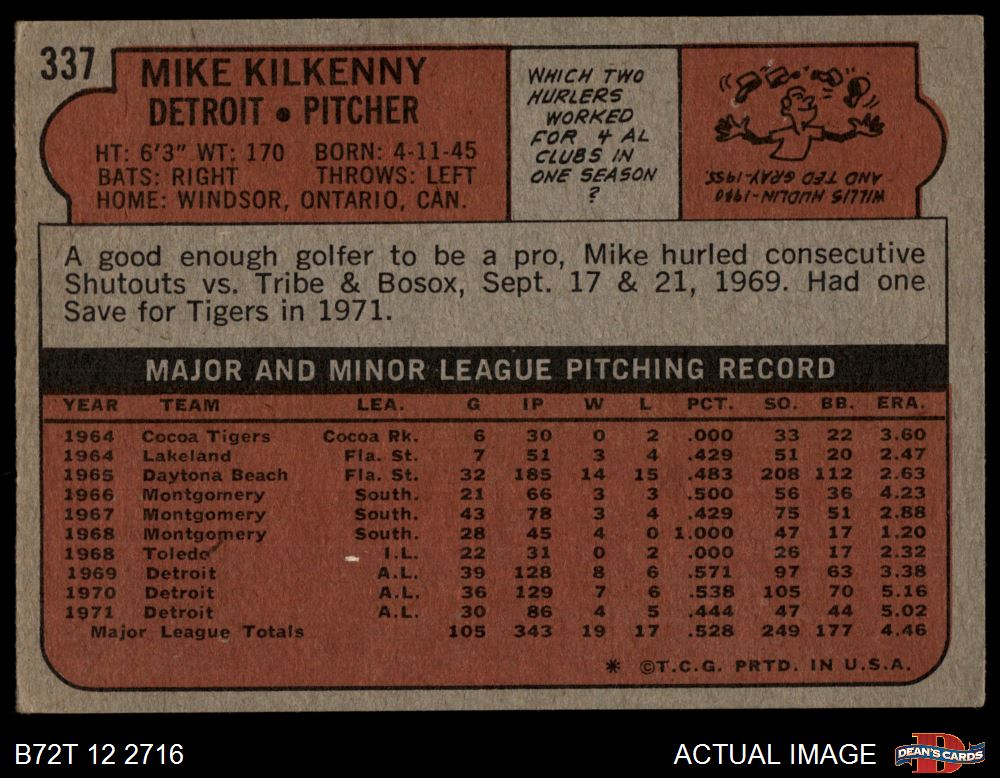 337
MIKE KILKENNY
DETROIT • PITCHER
HT: 6'3" WT: 170 BORN: 4-11-45
BATS: RIGHT THROWS: LEFT
HOME: WINDSOR, ONTARIO, CAN.
WHICH TWO
HURLERS
WORKED
FOR 4 AL
CLUBS IN
ONE SEASON
?
WILLIS HUDLIN-1940
AND TED GRAY-1955.
A good enough golfer to be a pro, Mike hurled consecutive
Shutouts vs. Tribe & Bosox, Sept. 17 & 21, 1969. Had one
Save for Tigers in 1971.
MAJOR AND MINOR LEAGUE PITCHING RECORD
YEAR TEAM LEA. G IP W L PCT. SO. BB. ERA.
1964 Cocoa Tigers Cocoa Rk. 6 30 0 2 .000 33 22 3.60
1964 Lakeland Fla. St. 7 51 3 4 .429 51 20 2.47
1965 Daytona Beach Fla. St. 32 185 14 15 .483 208 112 2.63
1966 Montgomery South. 21 66 3 3 .500 56 36 4.23
1967 Montgomery South. 43 78 3 4 .429 75 51 2.88
1968 Montgomery South. 28 45 4 0 1.000 47 17 1.20
1968 Toledo I.L. 22 31 0 2 .000 26 17 2.32
1969 Detroit A.L. 39 128 8 6 .571 97 63 3.38
1970 Detroit A.L. 36 129 7 6 .538 105 70 5.16
1971 Detroit A.L. 30 86 4 5 .444 47 44 5.02
Major League Totals 105 343 19 17 .528 249 177 4.46
* ©T.C.G. PRTD. IN U.S.A.
B72T 12 2716
ACTUAL IMAGE
DEAN'S CARDS